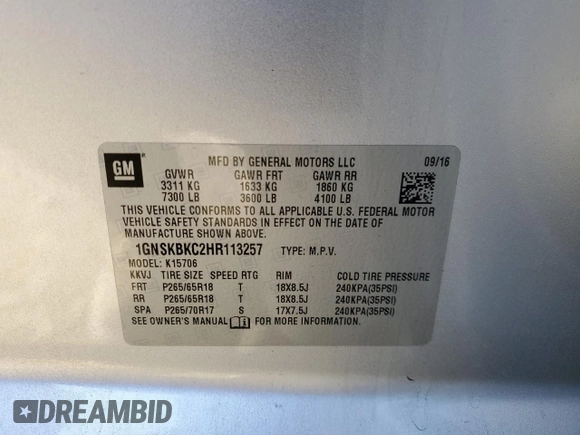 GM
MFD BY GENERAL MOTORS LLC 09/16
GVWR GAWR FRT GAWR RR
3311 KG 1633 KG 1860 KG
7300 LB 3600 LB 4100 LB
THIS VEHICLE CONFORMS TO ALL APPLICABLE U.S. FEDERAL MOTOR
VEHICLE SAFETY STANDARDS IN EFFECT ON THE DATE OF
MANUFACTURE SHOWN ABOVE.
1GNSKBKC2HR113257 TYPE: M.P.V.
MODEL: K15706
KKVJ TIRE SIZE SPEED RTG RIM COLD TIRE PRESSURE
FRT P265/65R18 T 18X8.5J 240KPA(35PSI)
RR P265/65R18 T 18X8.5J 240KPA(35PSI)
SPA P265/70R17 S 17X7.5J 240KPA(35PSI)
SEE OWNER'S MANUAL FOR MORE INFORMATION.
DREAMBID